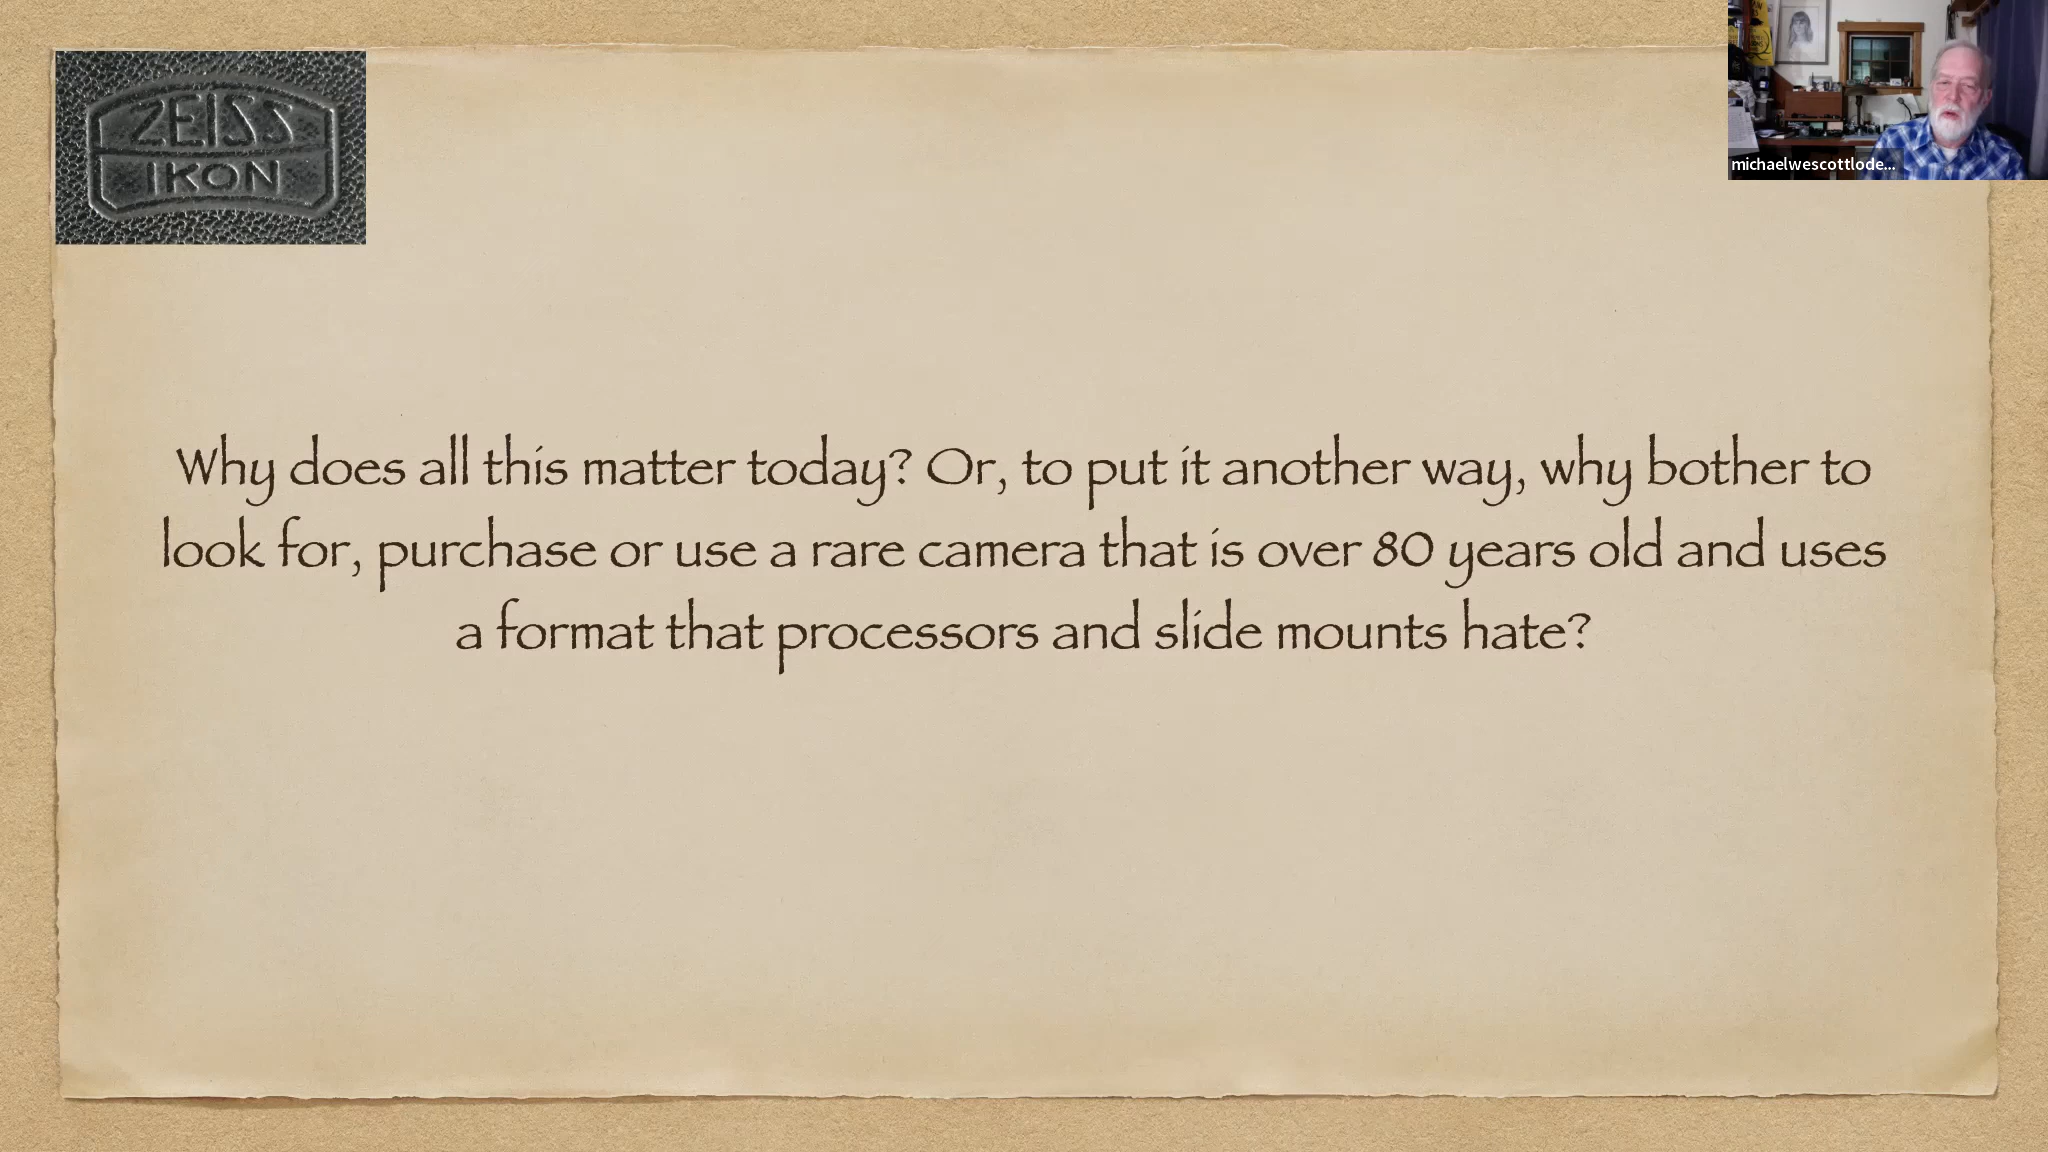 ZEISS
IKON
michaelwescottlode...
Why does all this matter today? Or, to put it another way, why bother to
look for, purchase or use a rare camera that is over 80 years old and uses
a format that processors and slide mounts hate?